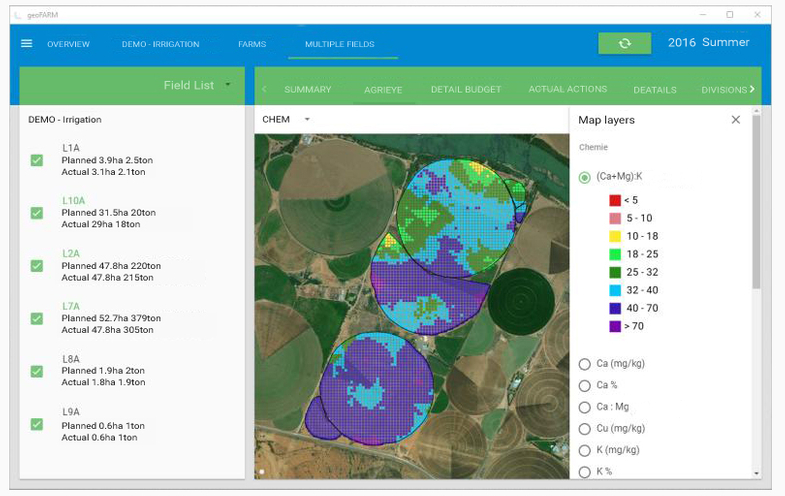 geoFARM
OVERVIEW
DEMO - IRRIGATION
FARMS
MULTIPLE FIELDS
2016 Summer
Field List
SUMMARY
AGRIEYE
DETAIL BUDGET
ACTUAL ACTIONS
DEATAILS
DIVISIONS
DEMO - Irrigation
L1A
Planned 3.9ha 2.5ton
Actual 3.1ha 2.1ton
L10A
Planned 31.5ha 20ton
Actual 29ha 18ton
L2A
Planned 47.8ha 220ton
Actual 47.8ha 215ton
L7A
Planned 52.7ha 379ton
Actual 47.8ha 305ton
L8A
Planned 1.9ha 2ton
Actual 1.8ha 1.9ton
L9A
Planned 0.6ha 1ton
Actual 0.6ha 1ton
CHEM
Map layers
Chemie
(Ca+Mg):K
< 5
5 - 10
10 - 18
18 - 25
25 - 32
32 - 40
40 - 70
> 70
Ca (mg/kg)
Ca %
Ca : Mg
Cu (mg/kg)
K (mg/kg)
K %